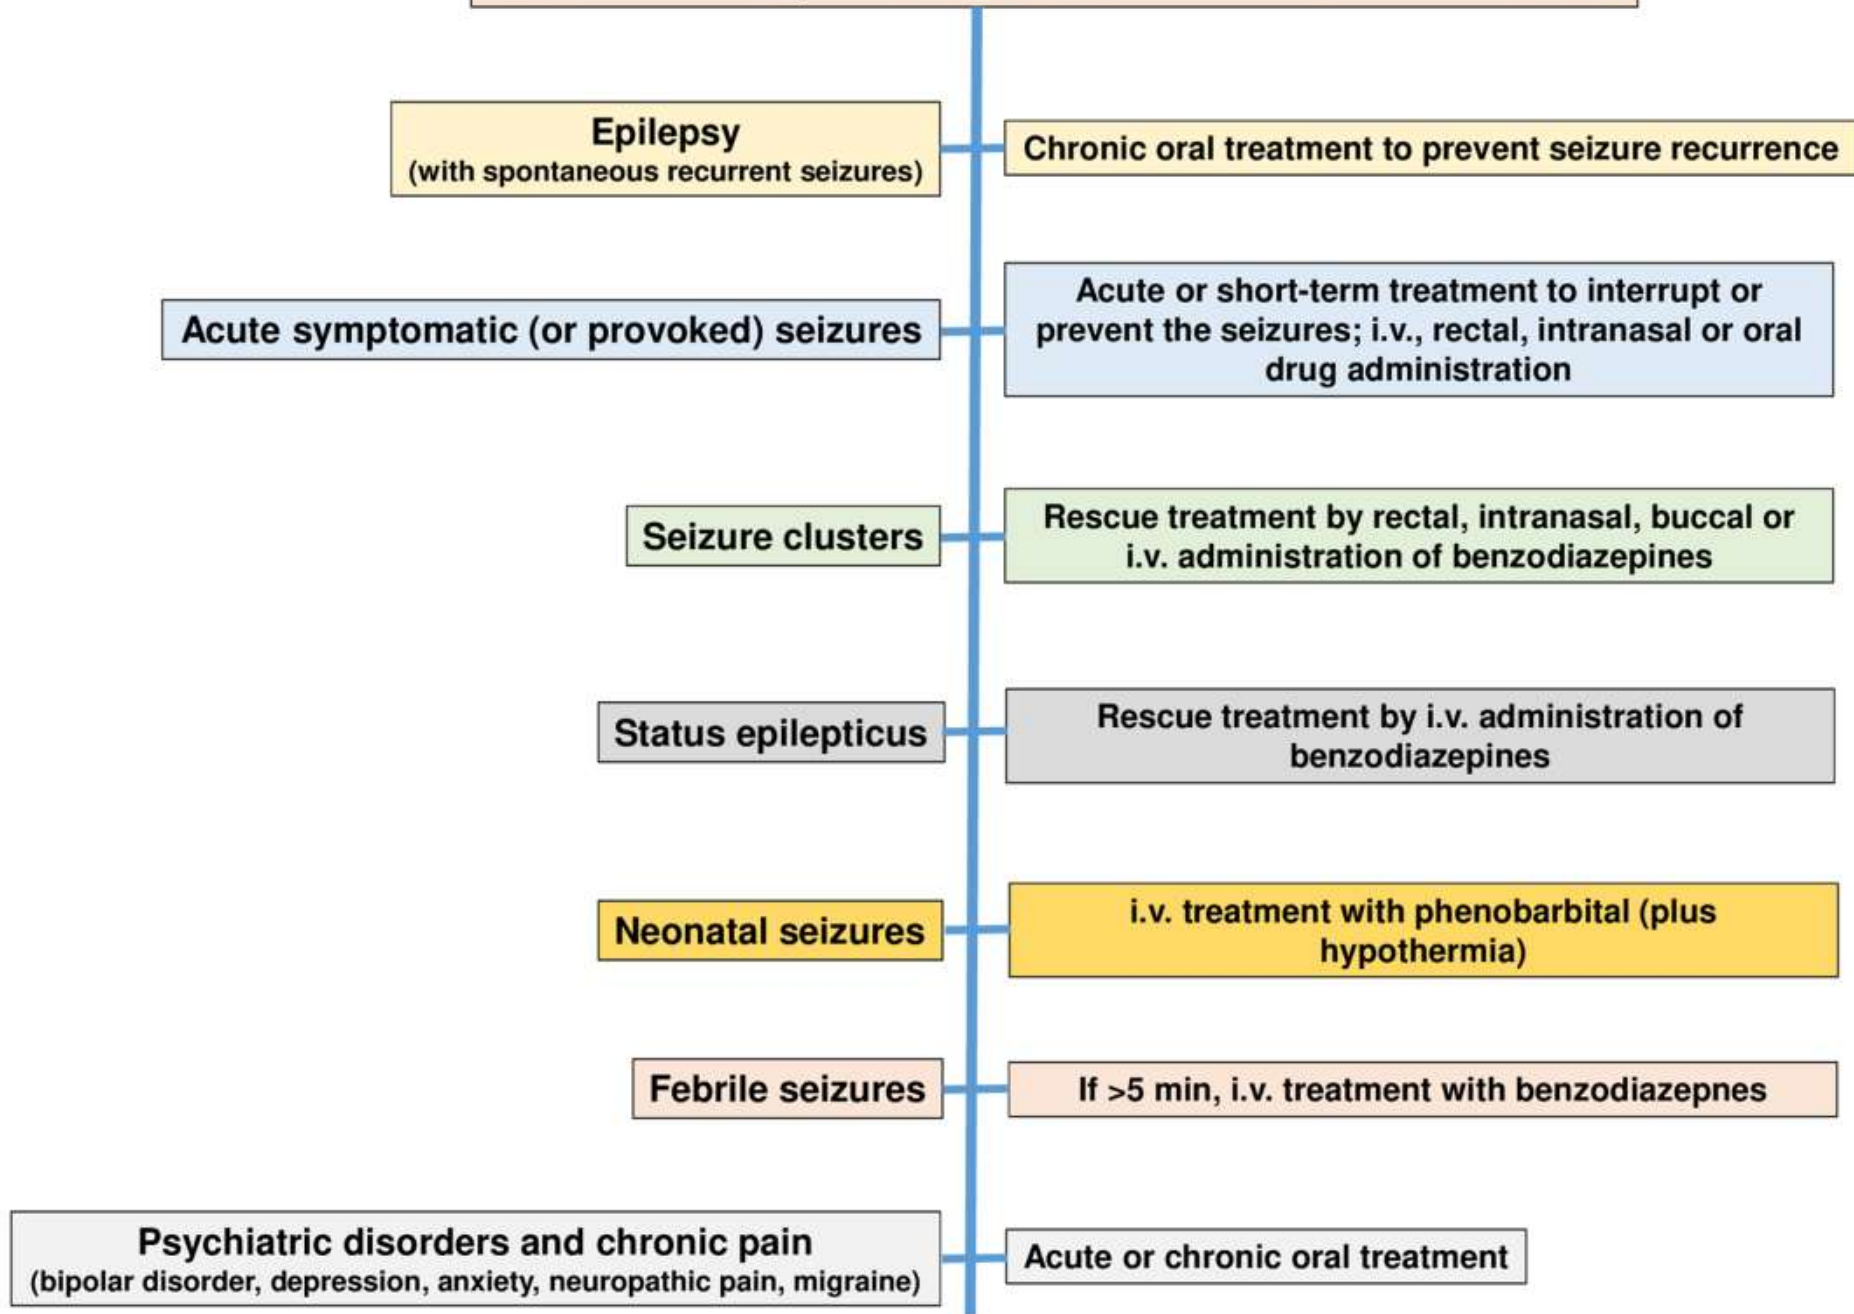 Epilepsy
(with spontaneous recurrent seizures)
Chronic oral treatment to prevent seizure recurrence
Acute symptomatic (or provoked) seizures
Acute or short-term treatment to interrupt or
prevent the seizures; i.v., rectal, intranasal or oral
drug administration
Seizure clusters
Rescue treatment by rectal, intranasal, buccal or
i.v. administration of benzodiazepines
Status epilepticus
Rescue treatment by i.v. administration of
benzodiazepines
Neonatal seizures
i.v. treatment with phenobarbital (plus
hypothermia)
Febrile seizures
If >5 min, i.v. treatment with benzodiazepnes
Psychiatric disorders and chronic pain
(bipolar disorder, depression, anxiety, neuropathic pain, migraine)
Acute or chronic oral treatment